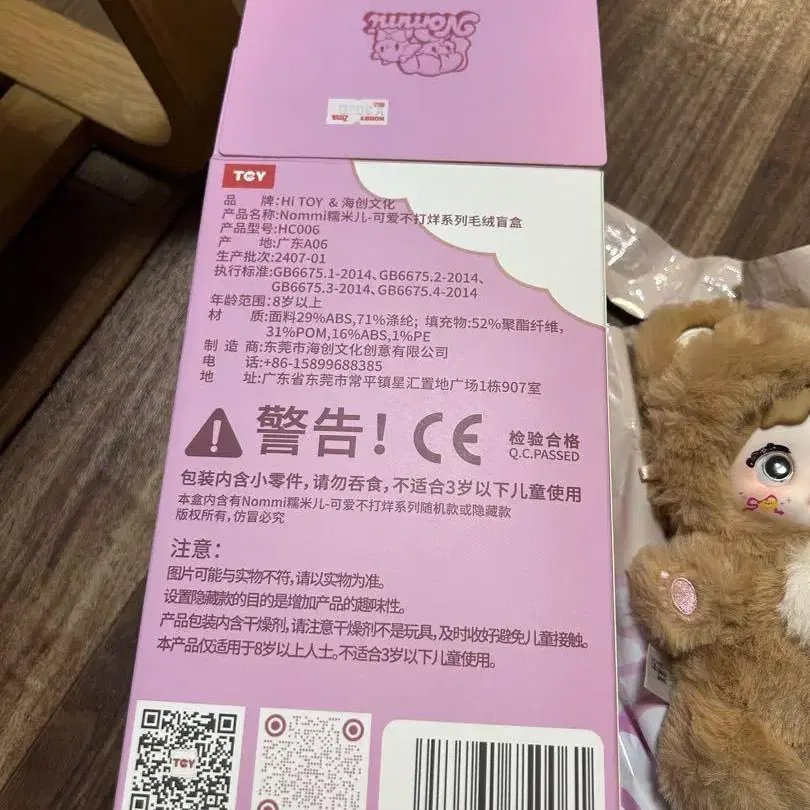 Nommi
HOBBY ZONE
TOY
品 牌:Hi TOY & 海创文化
产品名称:Nommi糯米儿-可爱不打烊系列毛绒盲盒
产品型号:HC006
产 地:广东A06
生产批次:2407-01
执行标准:GB6675.1-2014、GB6675.2-2014、
GB6675.3-2014、GB6675.4-2014
年龄范围:8岁以上
材 质:面料29%ABS,71%涤纶; 填充物:52%聚酯纤维,
31%POM,16%ABS,1%PE
制 造 商:东莞市海创文化创意有限公司
电 话:+86-15899688385
地 址:广东省东莞市常平镇星汇置地广场1栋907室
警告! CE 检验合格
Q.C.PASSED
包装内含小零件,请勿吞食,不适合3岁以下儿童使用
本盒内含有Nommi糯米儿-可爱不打烊系列随机款或隐藏款
版权所有,仿冒必究
注意:
图片可能与实物不符,请以实物为准。
设置隐藏款的目的是增加产品的趣味性。
产品包装内含干燥剂,请注意干燥剂不是玩具,及时收好避免儿童接触。
本产品仅适用于8岁以上人士。不适合3岁以下儿童使用。
TOY